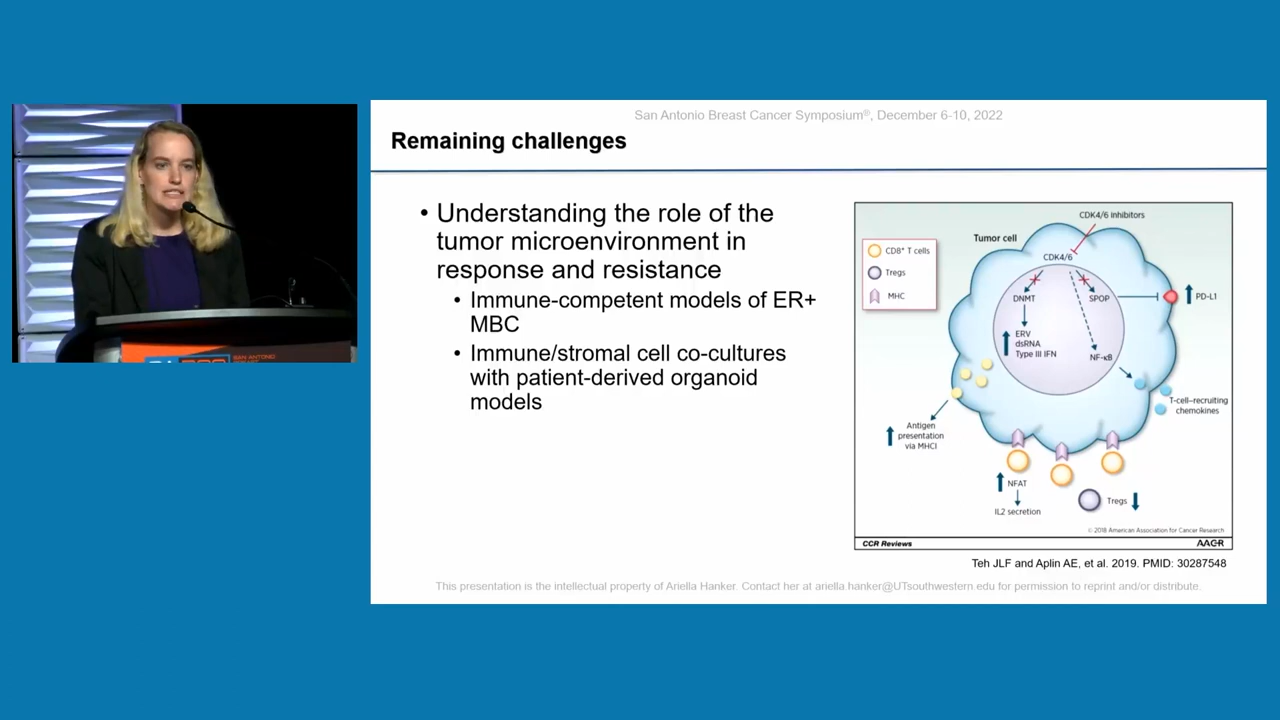 San Antonio Breast Cancer Symposium®, December 6-10, 2022
Remaining challenges
• Understanding the role of the
tumor microenvironment in
response and resistance
• Immune-competent models of ER+
MBC
• Immune/stromal cell co-cultures
with patient-derived organoid
models
CDK4/6 inhibitors
Tumor cell
CD8+ T cells
Tregs
MHC
CDK4/6
DNMT
SPOP
PD-L1
ERV
dsRNA
Type III IFN
NF-κB
T-cell–recruiting
chemokines
Antigen
presentation
via MHCI
NFAT
IL2 secretion
Tregs
© 2018 American Association for Cancer Research
CCR Reviews
AACR
Teh JLF and Aplin AE, et al. 2019. PMID: 30287548
This presentation is the intellectual property of Ariella Hanker. Contact her at ariella.hanker@UTsouthwestern.edu for permission to reprint and/or distribute.
SAN ANTONIO